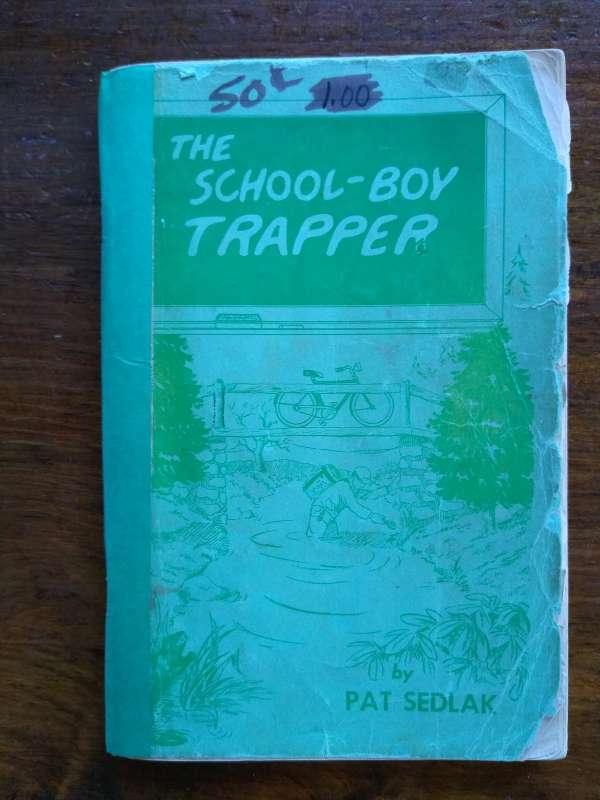 50¢ 1.00
THE
SCHOOL-BOY
TRAPPER
by
PAT SEDLAK